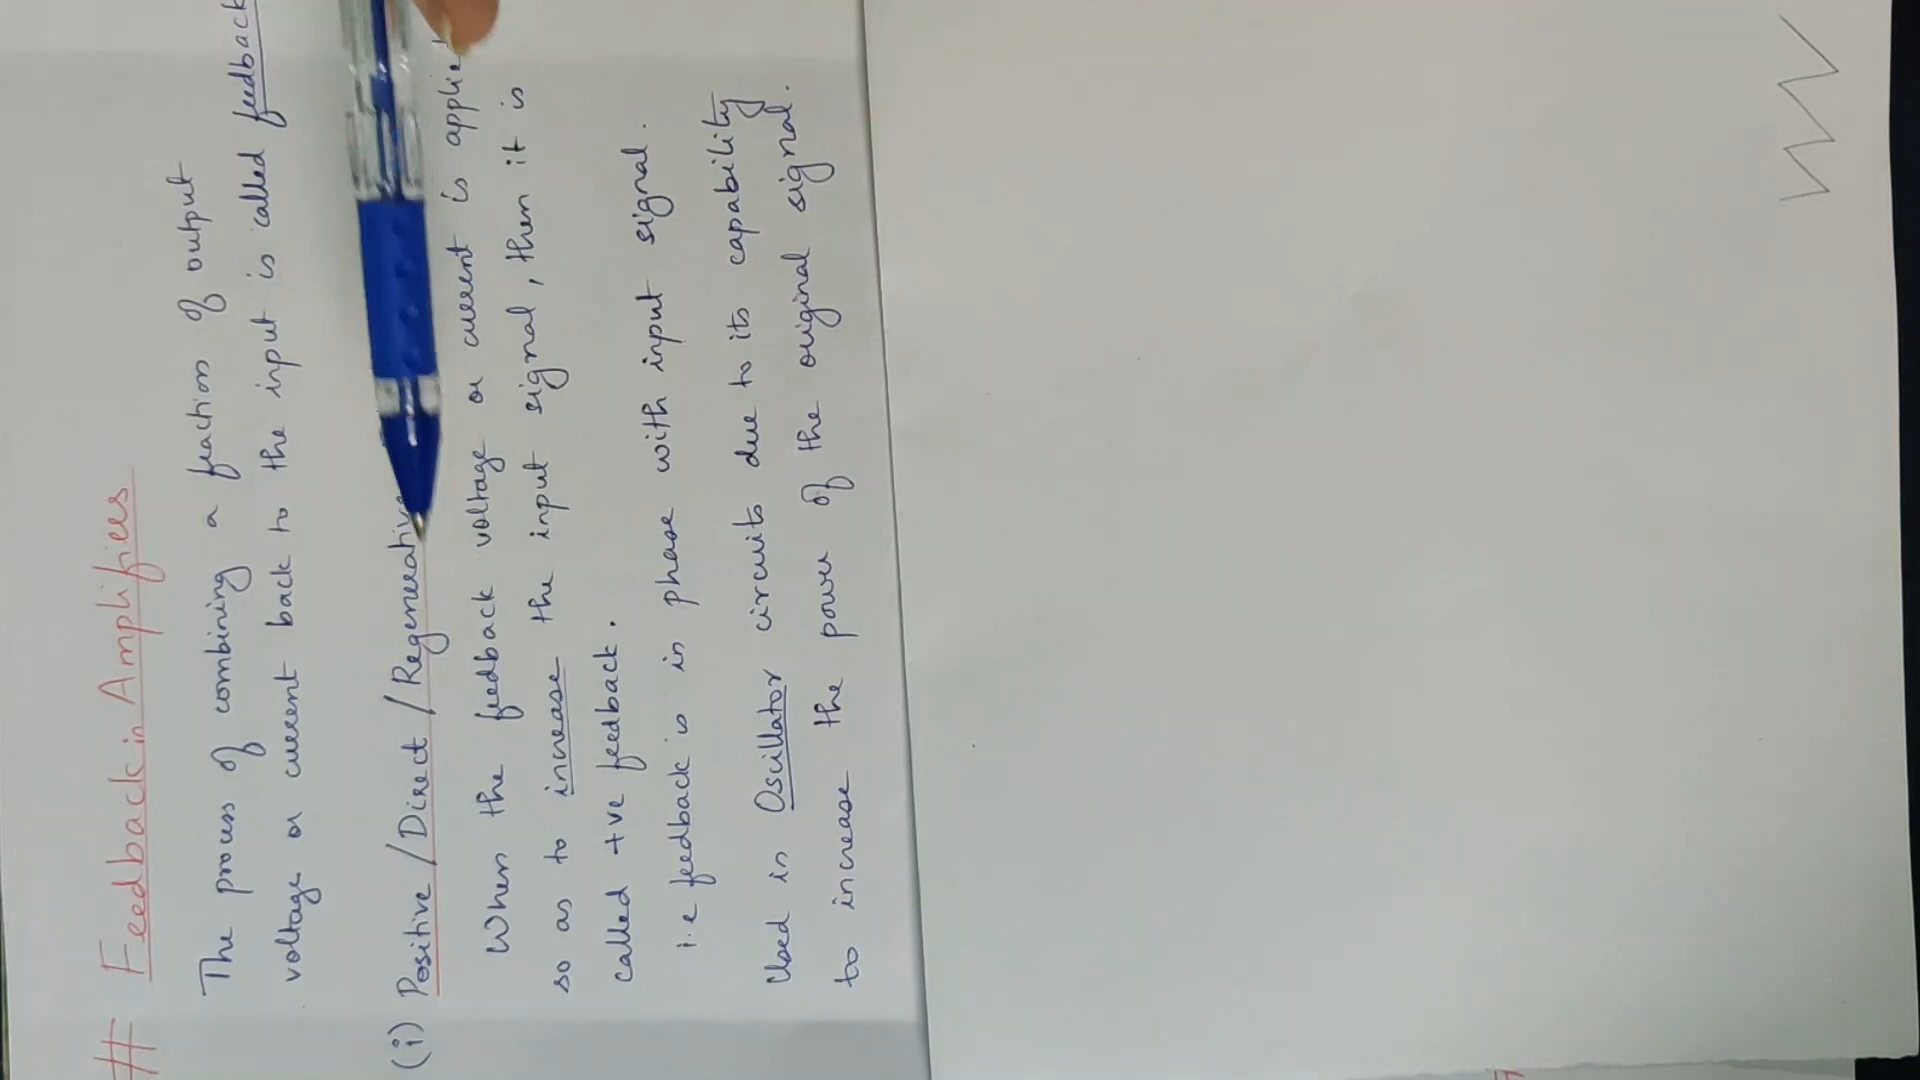 # Feedback in Amplifiers
The process of combining a fraction of output
voltage or current back to the input is called feedback
(i) Positive / Direct / Regenerative
When the feedback voltage or current is applied
so as to increase the input signal, then it is
called +ve feedback.
i.e feedback is in phase with input signal.
Used in Oscillator circuits due to its capability
to increase the power of the original signal.